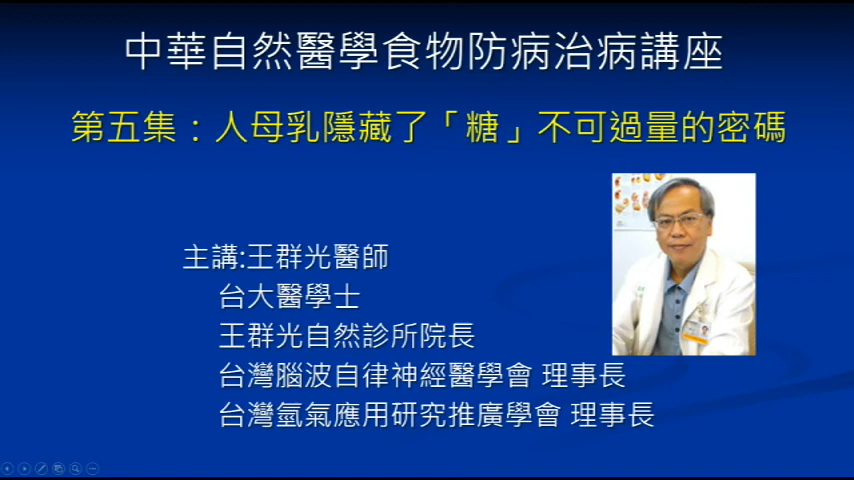 中華自然醫學食物防病治病講座
第五集：人母乳隱藏了「糖」不可過量的密碼
主講:王群光醫師
台大醫學士
王群光自然診所院長
台灣腦波自律神經醫學會 理事長
台灣氫氣應用研究推廣學會 理事長